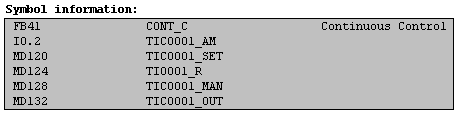 Symbol information:
FB41 CONT_C Continuous Control
I0.2 TIC0001_AM
MD120 TIC0001_SET
MD124 TI0001_R
MD128 TIC0001_MAN
MD132 TIC0001_OUT